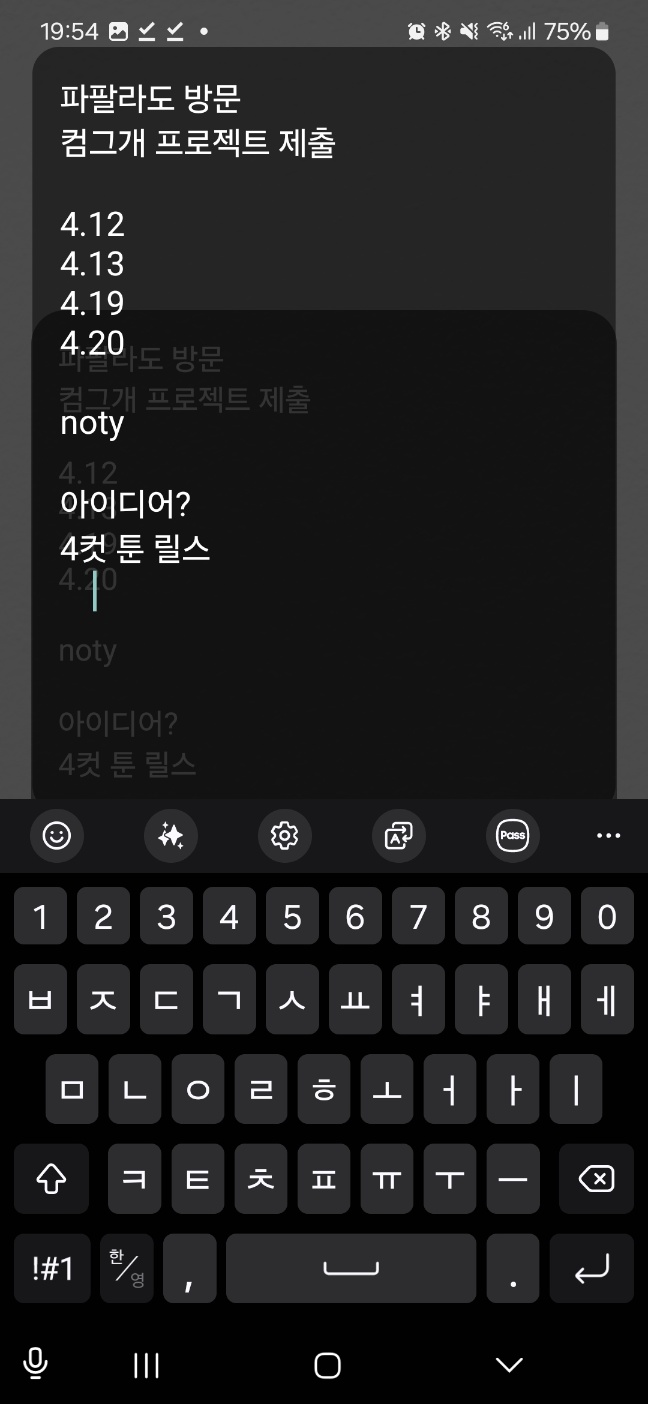 19:54
75%
파팔라도 방문
컴그개 프로젝트 제출
4.12
4.13
4.19
4.20
noty
아이디어?
4컷 툰 릴스
파팔라도 방문
컴그개 프로젝트 제출
4.12
4.19
4.20
noty
아이디어?
4컷 툰 릴스
Pass
1 2 3 4 5 6 7 8 9 0
ㅂ ㅈ ㄷ ㄱ ㅅ ㅛ ㅕ ㅑ ㅐ ㅔ
ㅁ ㄴ ㅇ ㄹ ㅎ ㅗ ㅓ ㅏ ㅣ
ㅋ ㅌ ㅊ ㅍ ㅠ ㅜ ㅡ
!#1 한/영 , .